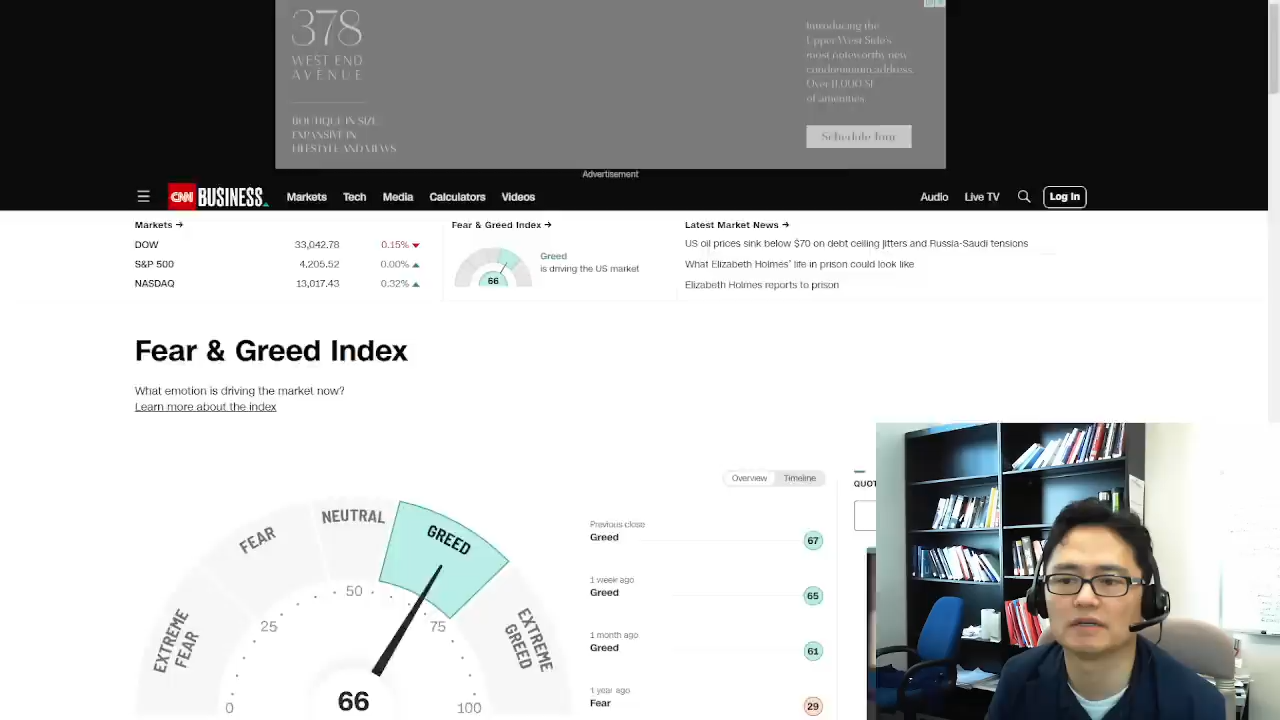 378
WEST END
AVENUE
BOUTIQUE IN SIZE,
EXPANSIVE IN
LIFESTYLE AND VIEWS
Introducing the
Upper West Side's
most noteworthy new
condominium address.
Over 11,000 SF
of amenities.
Schedule Tour
Advertisement
CNN BUSINESS
Markets
Tech
Media
Calculators
Videos
Audio
Live TV
Log In
Markets →
DOW 33,042.78 0.15%
S&P 500 4,205.52 0.00%
NASDAQ 13,017.43 0.32%
Fear & Greed Index →
66
Greed
is driving the US market
Latest Market News →
US oil prices sink below $70 on debt ceiling jitters and Russia-Saudi tensions
What Elizabeth Holmes' life in prison could look like
Elizabeth Holmes reports to prison
Fear & Greed Index
What emotion is driving the market now?
Learn more about the index
EXTREME
FEAR
FEAR
NEUTRAL
GREED
EXTREME
GREED
0
25
50
75
100
66
Overview
Timeline
Previous close
Greed 67
1 week ago
Greed 65
1 month ago
Greed 61
1 year ago
Fear 29